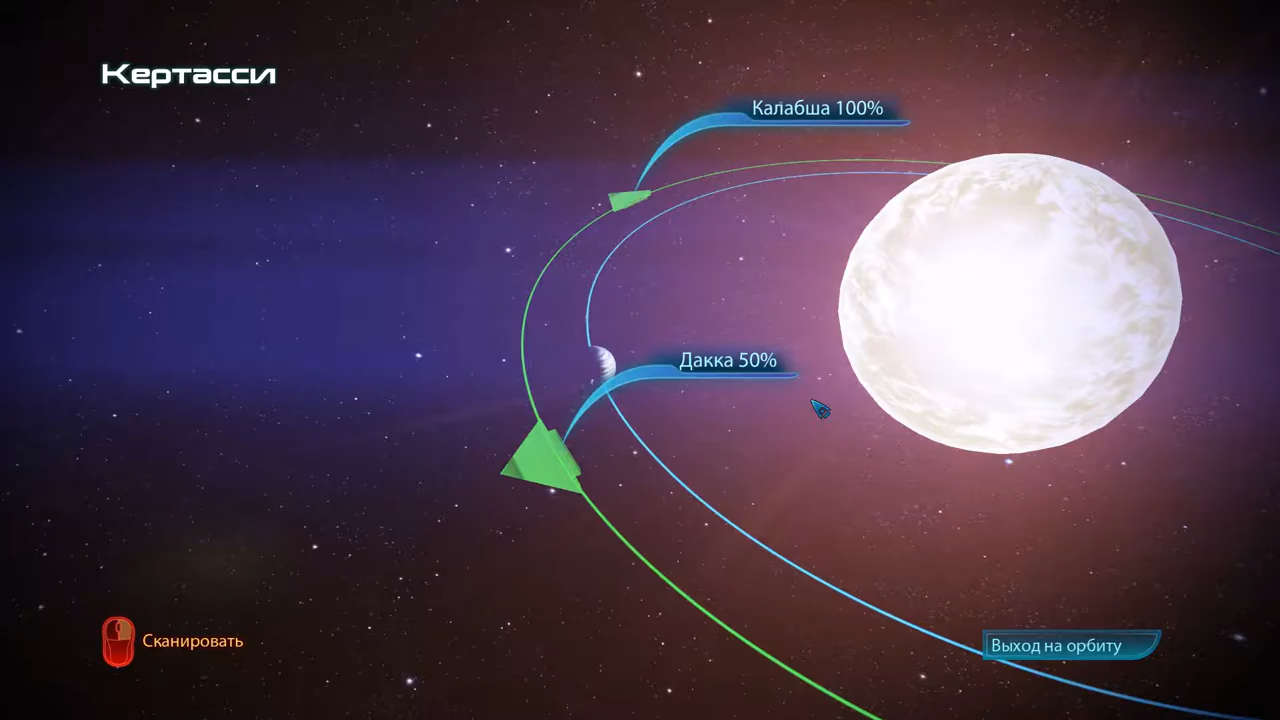 Кертасси
Калабша 100%
Дакка 50%
Сканировать
Выход на орбиту